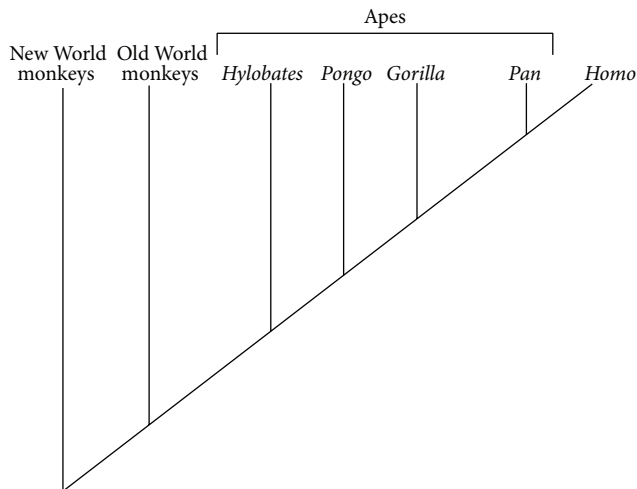 Apes
New World
monkeys
Old World
monkeys
Hylobates
Pongo
Gorilla
Pan
Homo